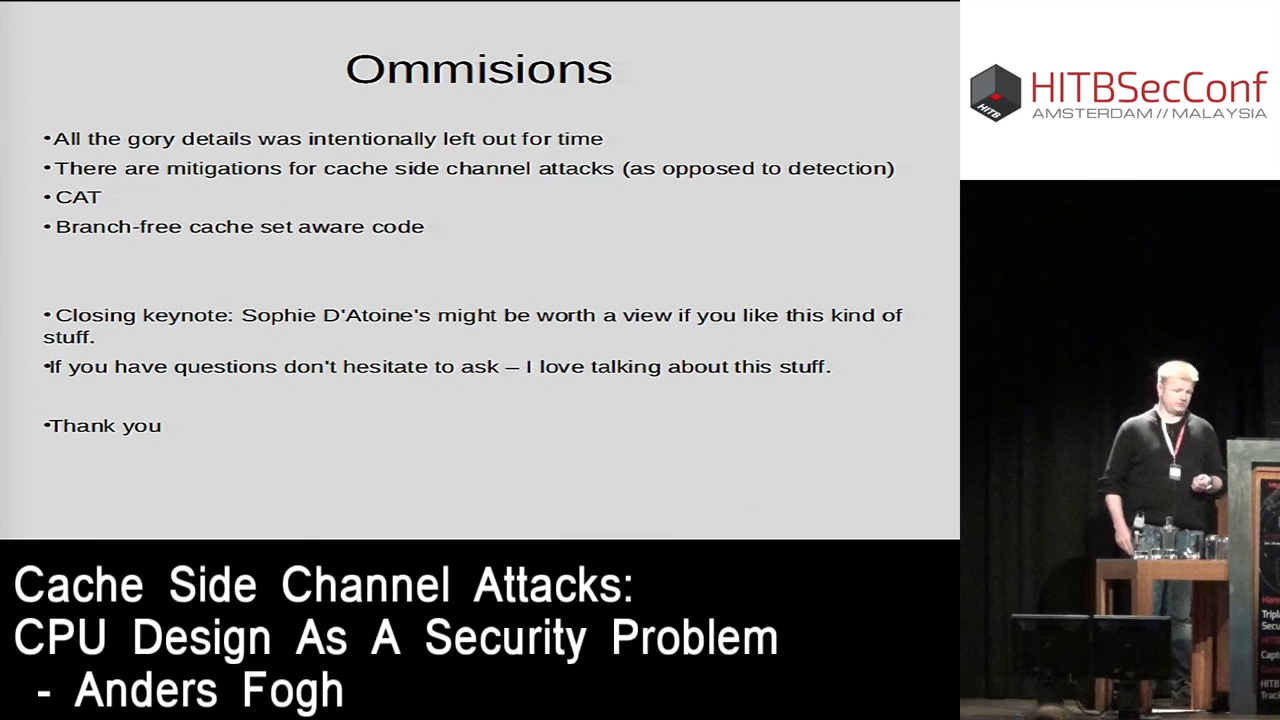 Ommisions
•All the gory details was intentionally left out for time
•There are mitigations for cache side channel attacks (as opposed to detection)
•CAT
•Branch-free cache set aware code
•Closing keynote: Sophie D'Atoine's might be worth a view if you like this kind of
stuff.
•If you have questions don't hesitate to ask – I love talking about this stuff.
•Thank you
HITBSecConf
AMSTERDAM // MALAYSIA
HITB
Cache Side Channel Attacks:
CPU Design As A Security Problem
- Anders Fogh